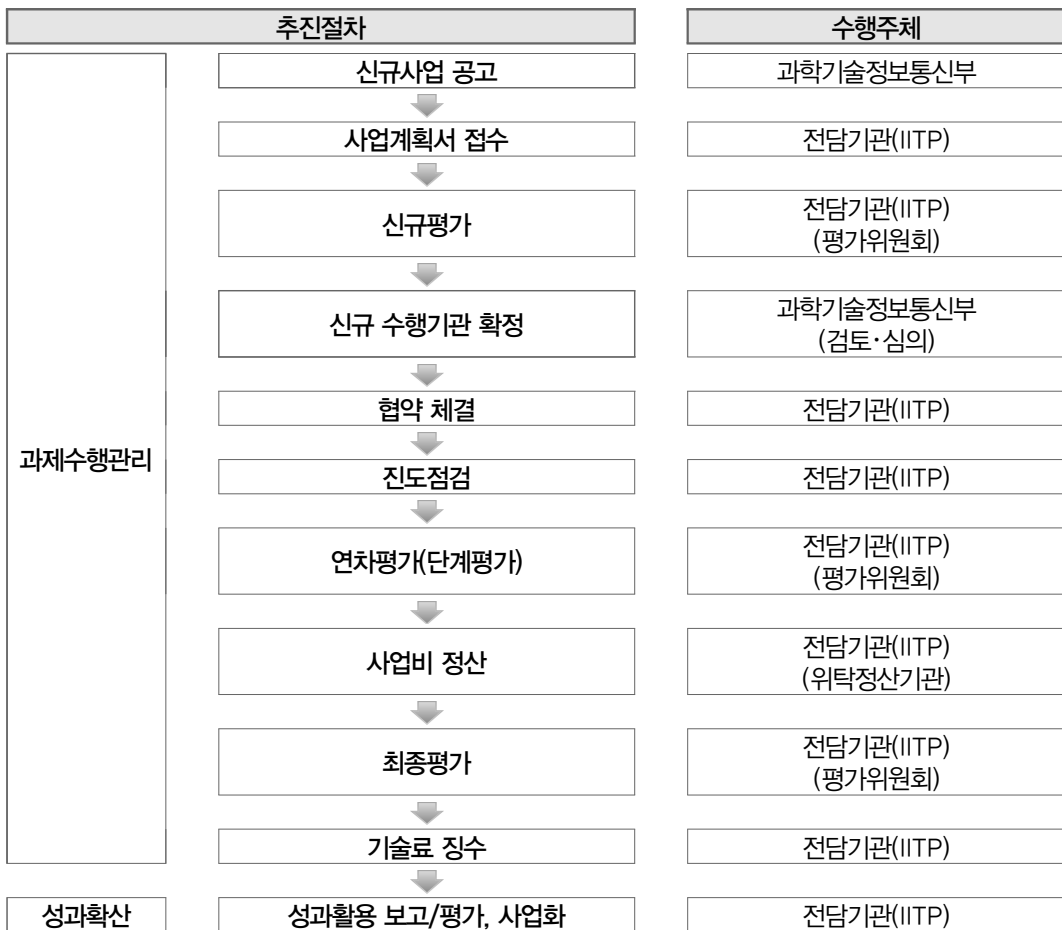 추진절차 수행주체
신규사업 공고 과학기술정보통신부
사업계획서 접수 전담기관(IITP)
신규평가 전담기관(IITP)
(평가위원회)
신규 수행기관 확정 과학기술정보통신부
(검토·심의)
협약 체결 전담기관(IITP)
과제수행관리 진도점검 전담기관(IITP)
연차평가(단계평가) 전담기관(IITP)
(평가위원회)
사업비 정산 전담기관(IITP)
(위탁정산기관)
최종평가 전담기관(IITP)
(평가위원회)
기술료 징수 전담기관(IITP)
성과확산 성과활용 보고/평가, 사업화 전담기관(IITP)